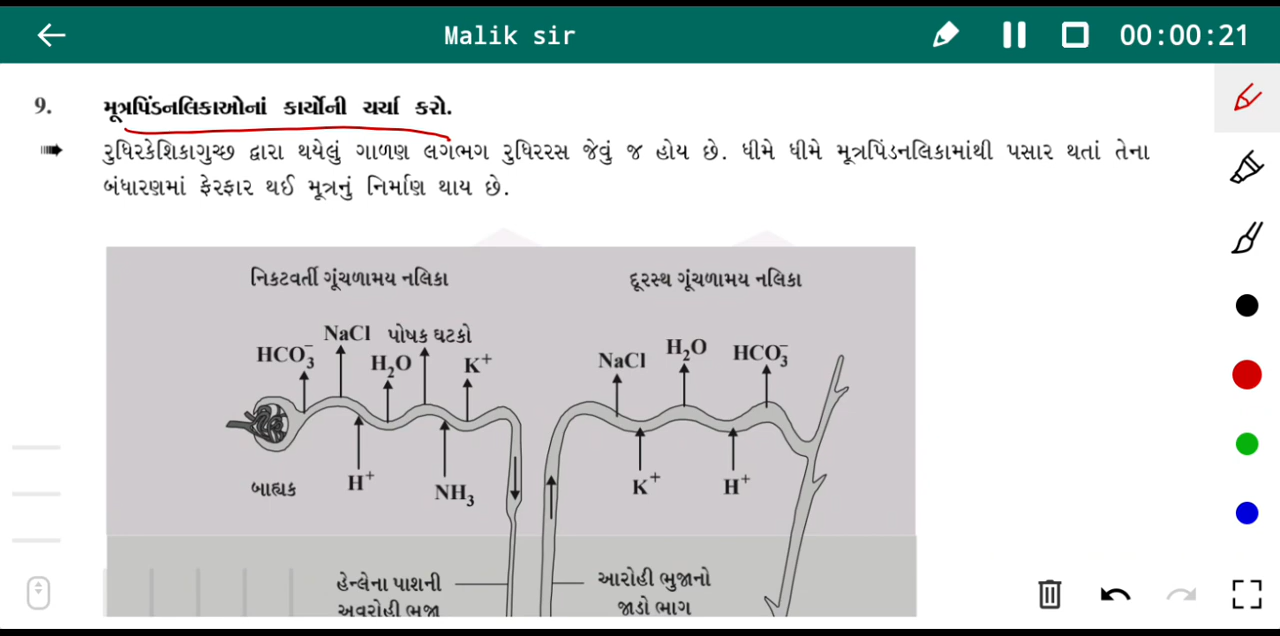 Malik sir
00:00:21
9. મૂત્રપિંડનલિકાઓનાં કાર્યોની ચર્ચા કરો.
રુધિરકેશિકાગુચ્છ દ્વારા થયેલું ગાળણ લગભગ રુધિરરસ જેવું જ હોય છે. ધીમે ધીમે મૂત્રપિંડનલિકામાંથી પસાર થતાં તેના
બંધારણમાં ફેરફાર થઈ મૂત્રનું નિર્માણ થાય છે.
નિકટવર્તી ગૂંચળામય નલિકા
દૂરસ્થ ગૂંચળામય નલિકા
NaCl પોષક ઘટકો
HCO₃⁻ H₂O K⁺
NaCl H₂O HCO₃⁻
બાહ્યક H⁺ NH₃
K⁺ H⁺
હેન્લેના પાશની
અવરોહી ભુજા
આરોહી ભુજાનો
જાડો ભાગ